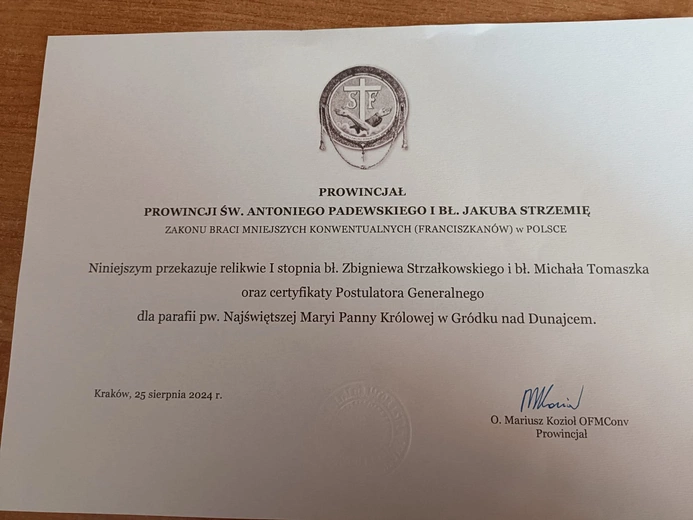 S F
PROWINCJAŁ
PROWINCJI ŚW. ANTONIEGO PADEWSKIEGO I BŁ. JAKUBA STRZEMIĘ
ZAKONU BRACI MNIEJSZYCH KONWENTUALNYCH (FRANCISZKANÓW) w POLSCE
Niniejszym przekazuje relikwie I stopnia bł. Zbigniewa Strzałkowskiego i bł. Michała Tomaszka
oraz certyfikaty Postulatora Generalnego
dla parafii pw. Najświętszej Maryi Panny Królowej w Gródku nad Dunajcem.
Kraków, 25 sierpnia 2024 r.
O. Mariusz Kozioł OFMConv
Prowincjał